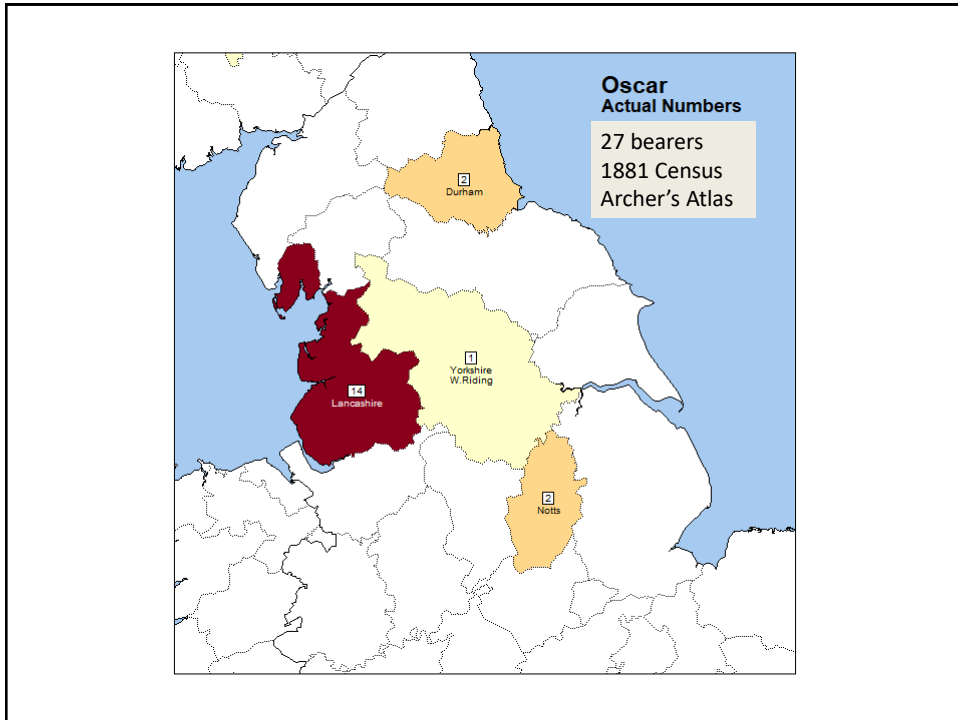 Oscar
Actual Numbers
27 bearers
1881 Census
Archer’s Atlas
2
Durham
1
Yorkshire
W.Riding
14
Lancashire
2
Notts